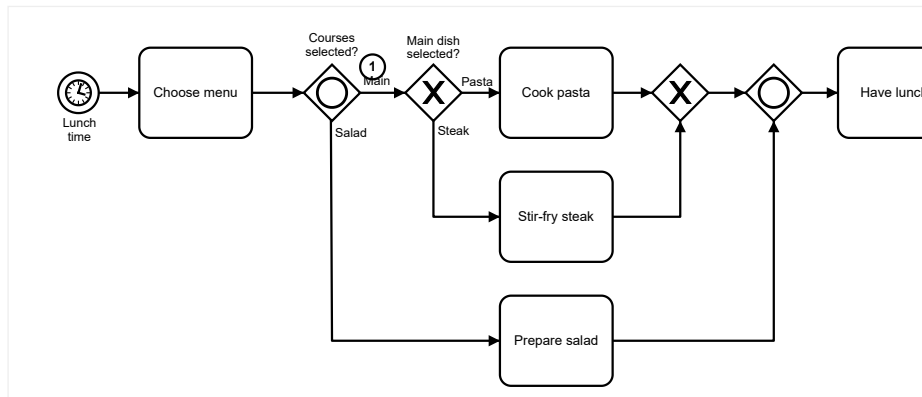 Courses
selected?
1
Main
Main dish
selected?
Lunch
time
Choose menu
Pasta
Cook pasta
X
X
Have lunch
Salad
Steak
Stir-fry steak
Prepare salad